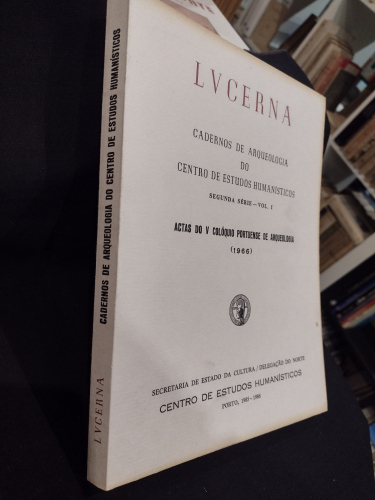 LVCERNA
CADERNOS DE ARQUEOLOGIA
DO
CENTRO DE ESTUDOS HUMANÍSTICOS
SEGUNDA SÉRIE — VOL. I
ACTAS DO V COLÓQUIO PORTUENSE DE ARQUEOLOGIA
(1966)
SECRETARIA DE ESTADO DA CULTURA / DELEGAÇÃO DO NORTE
CENTRO DE ESTUDOS HUMANÍSTICOS
LVCERNA CADERNOS DE ARQUEOLOGIA DO CENTRO DE ESTUDOS HUMANÍSTICOS